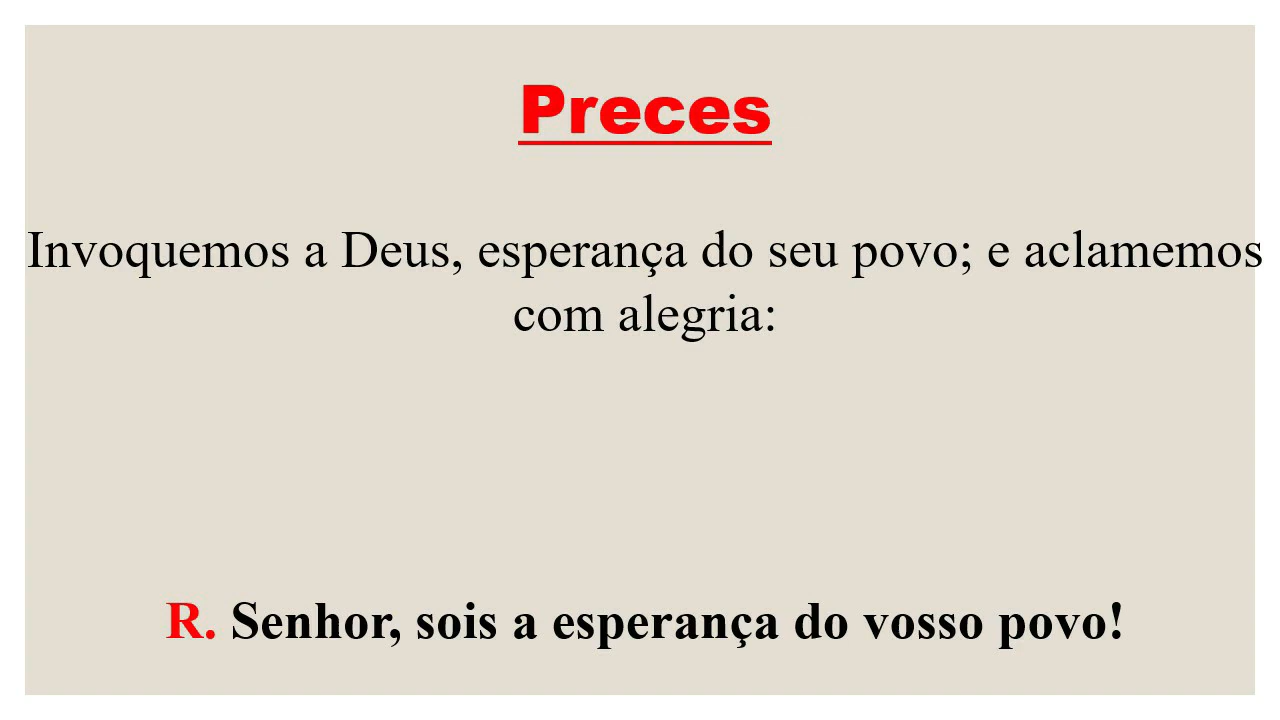 Preces
Invoquemos a Deus, esperança do seu povo; e aclamemos
com alegria:
R. Senhor, sois a esperança do vosso povo!